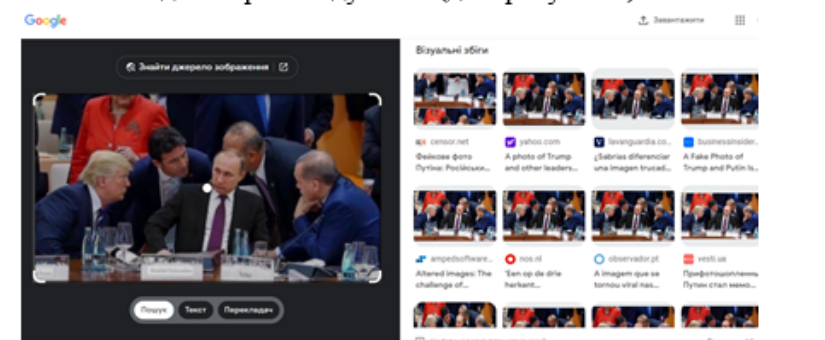 Google
Завантажити
Знайти джерело зображення
Пошук
Текст
Перекладач
Візуальні збіги
censor.net
Фейкове фото
Путіна: Російськи...
yahoo.com
A photo of Trump
and other leaders...
lavanguardia.co...
¿Sabrías diferenciar
una imagen trucad...
businessinsider.
A Fake Photo of
Trump and Putin Is..
ampedsoftware..
Altered images: The
challenge of...
nos.nl
'Een op de drie
herkent...
observador.pt
A imagem que se
tornou viral nas...
vesti.ua
Прифотошопленны
Путин стал мемо...